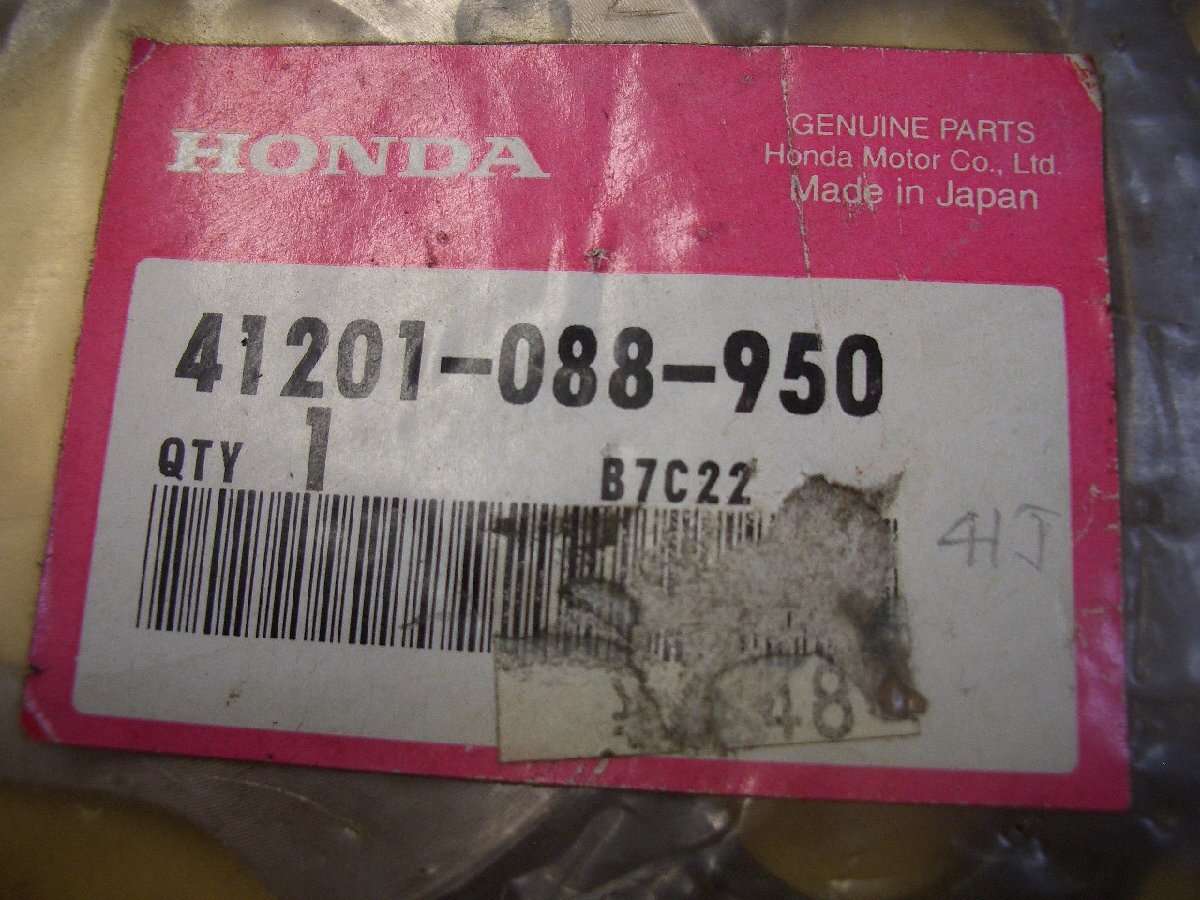 HONDA
GENUINE PARTS
Honda Motor Co., Ltd.
Made in Japan
41201-088-950
QTY 1 B7C22
41J
48